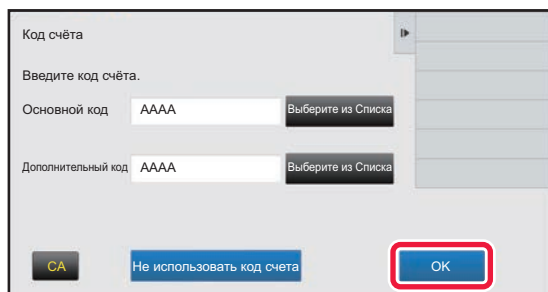 Код счёта
Введите код счёта.
Основной код AAAA Выберите из Списка
Дополнительный код AAAA Выберите из Списка
CA Не использовать код счета OK